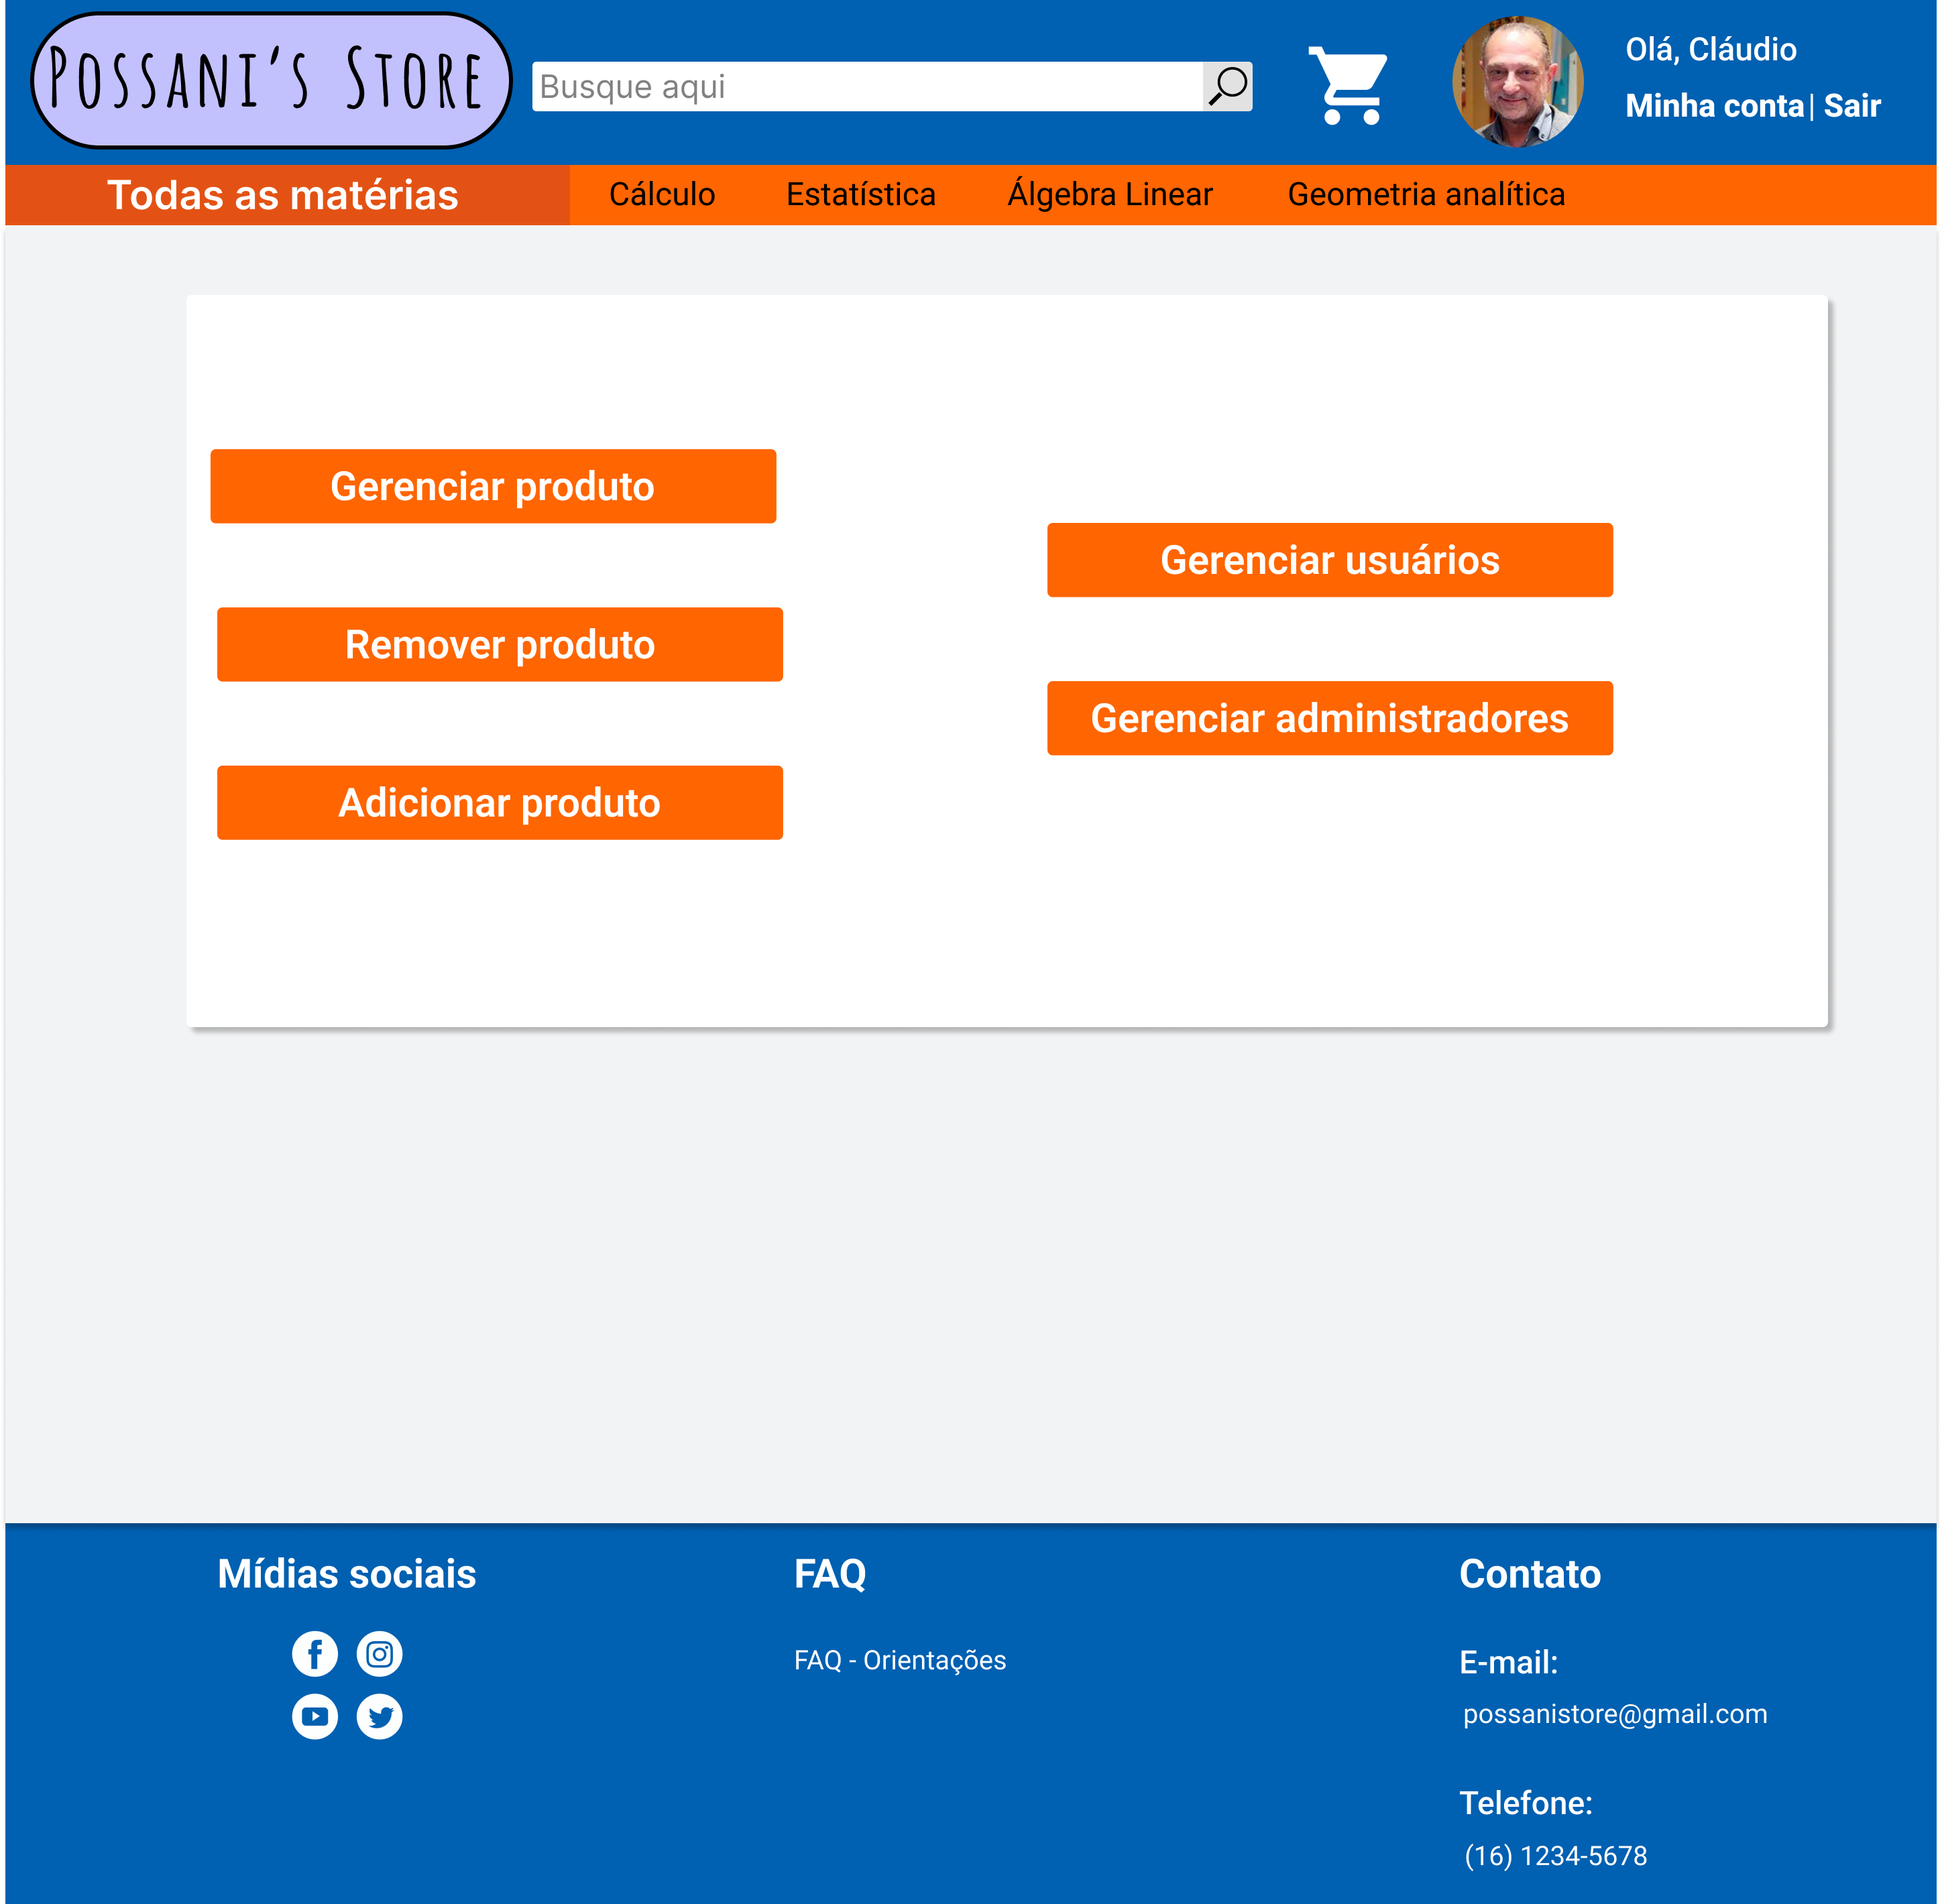 Possani's Store
Busque aqui
Olá, Cláudio
Minha conta| Sair
Todas as matérias
Cálculo
Estatística
Álgebra Linear
Geometria analítica
Gerenciar produto
Remover produto
Adicionar produto
Gerenciar usuários
Gerenciar administradores
Mídias sociais
FAQ
FAQ - Orientações
Contato
E-mail:
possanistore@gmail.com
Telefone:
(16) 1234-5678